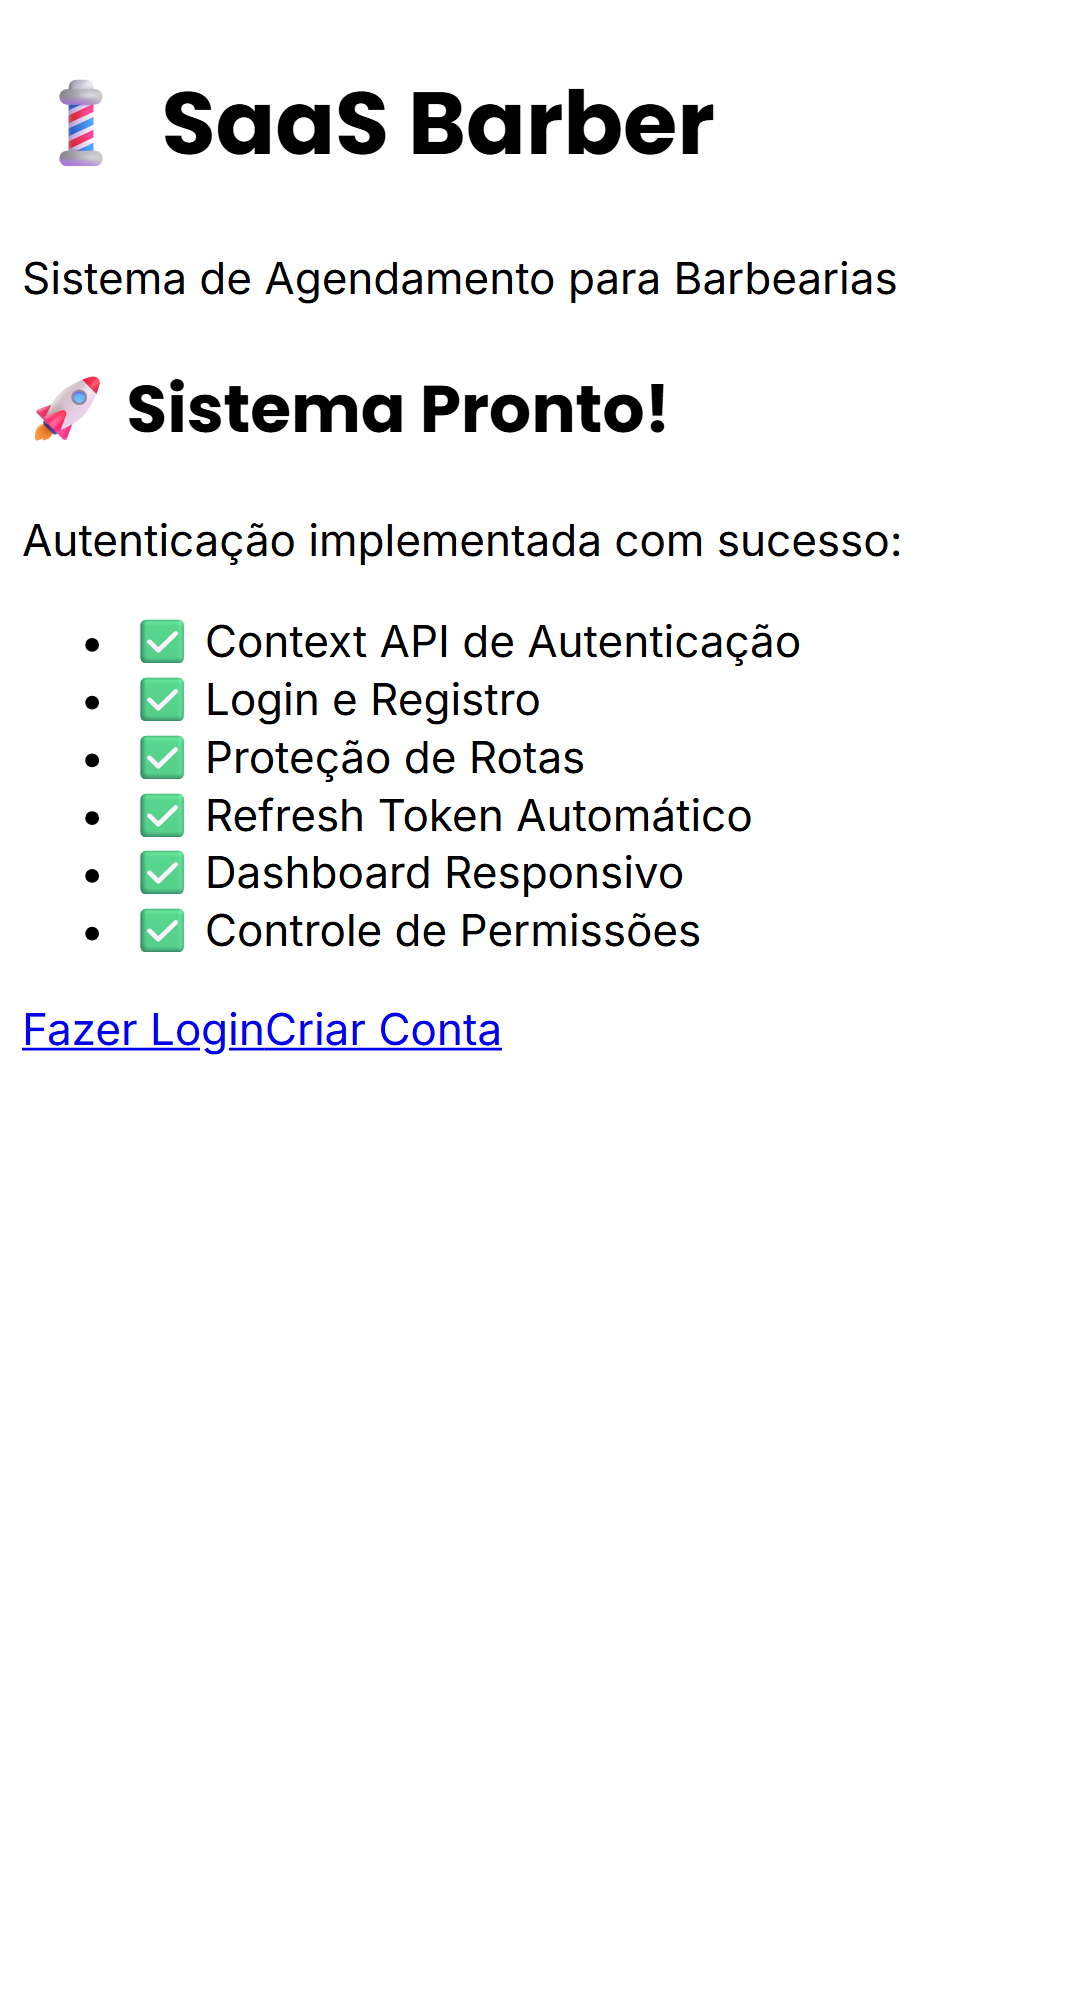 💈 SaaS Barber
Sistema de Agendamento para Barbearias
🚀 Sistema Pronto!
Autenticação implementada com sucesso:
• ✅ Context API de Autenticação
• ✅ Login e Registro
• ✅ Proteção de Rotas
• ✅ Refresh Token Automático
• ✅ Dashboard Responsivo
• ✅ Controle de Permissões
Fazer LoginCriar Conta